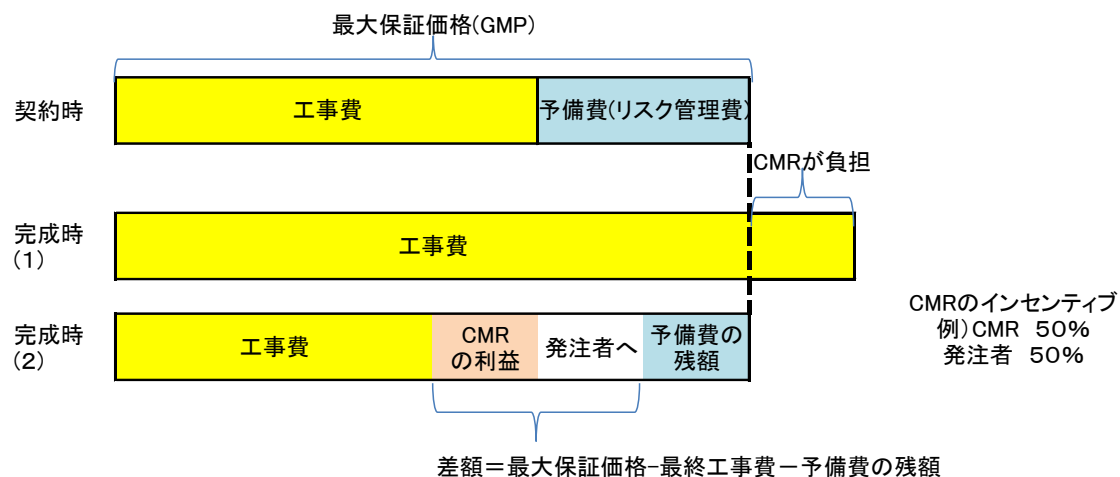 最大保証価格(GMP)
契約時
工事費
予備費(リスク管理費)
CMRが負担
完成時
(1)
工事費
完成時
(2)
工事費
CMR
の利益
発注者へ
予備費の
残額
CMRのインセンティブ
例)CMR 50%
発注者 50%
差額=最大保証価格-最終工事費-予備費の残額